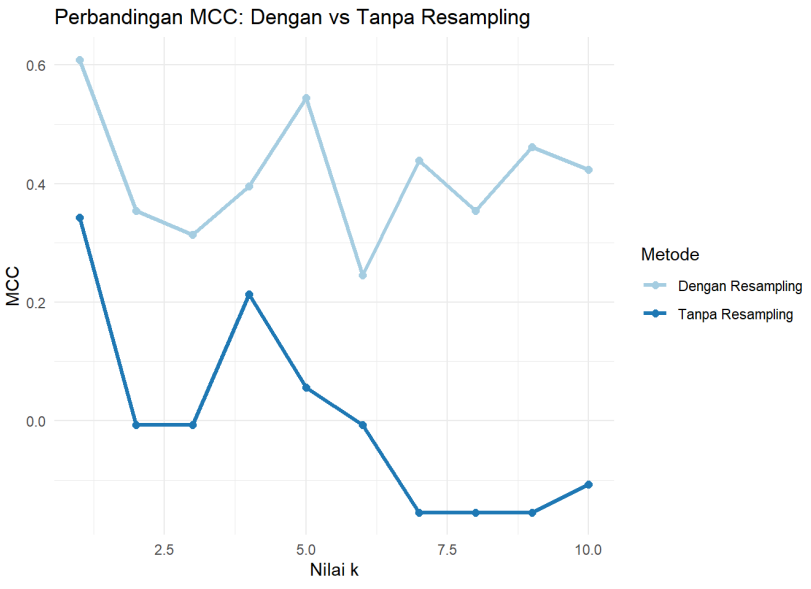 Perbandingan MCC: Dengan vs Tanpa Resampling
0.6
0.4
0.2
0.0
MCC
2.5
5.0
7.5
10.0
Nilai k
Metode
Dengan Resampling
Tanpa Resampling